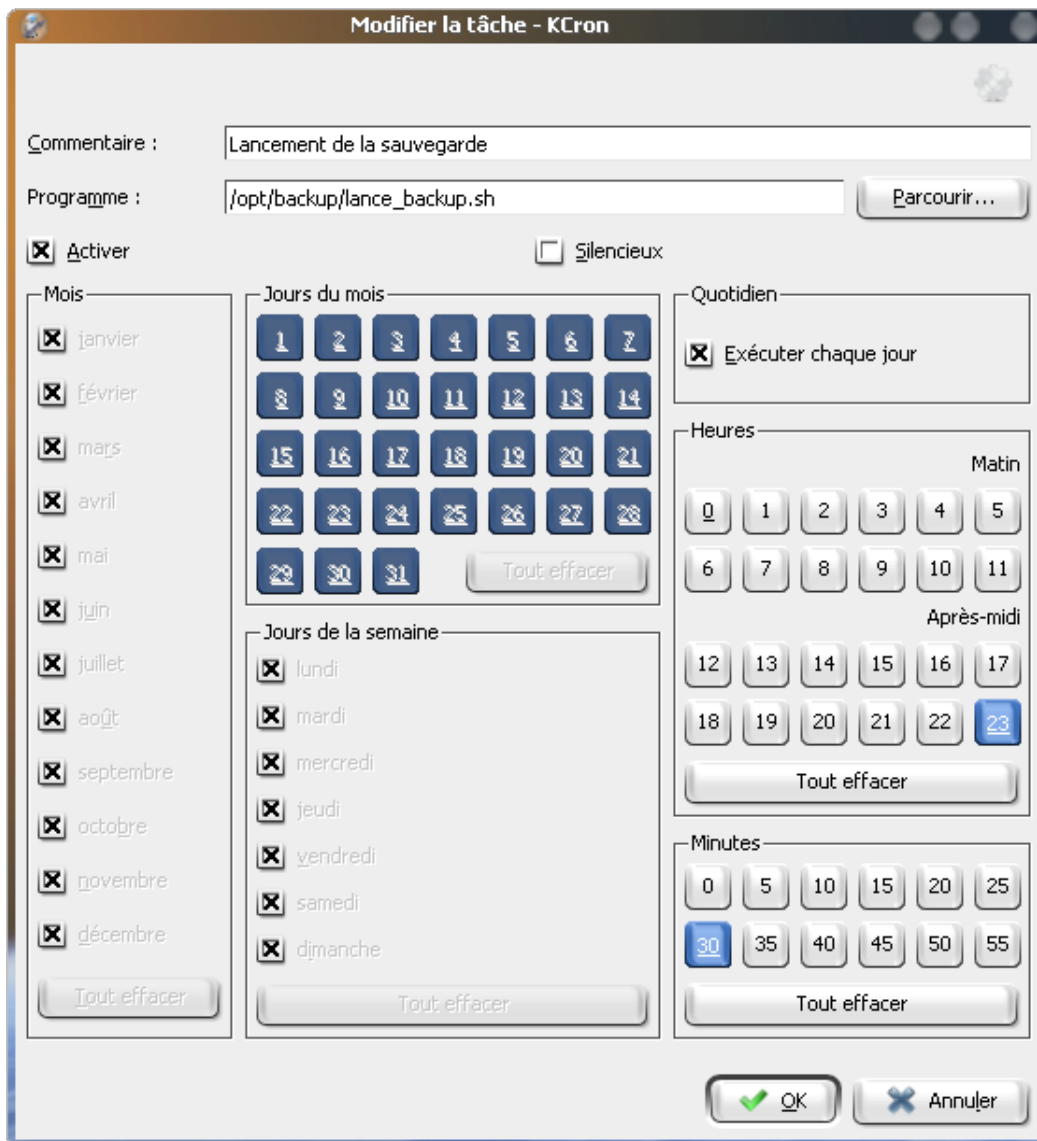 Modifier la tâche - KCron
Commentaire :
Lancement de la sauvegarde
Programme :
/opt/backup/lance_backup.sh
Parcourir...
Activer
Silencieux
Mois
janvier
février
mars
avril
mai
juin
juillet
août
septembre
octobre
novembre
décembre
Tout effacer
Jours du mois
1 2 3 4 5 6 7
8 9 10 11 12 13 14
15 16 17 18 19 20 21
22 23 24 25 26 27 28
29 30 31 Tout effacer
Jours de la semaine
lundi
mardi
mercredi
jeudi
vendredi
samedi
dimanche
Tout effacer
Quotidien
Exécuter chaque jour
Heures
Matin
0 1 2 3 4 5
6 7 8 9 10 11
Après-midi
12 13 14 15 16 17
18 19 20 21 22 23
Tout effacer
Minutes
0 5 10 15 20 25
30 35 40 45 50 55
Tout effacer
OK
Annuler